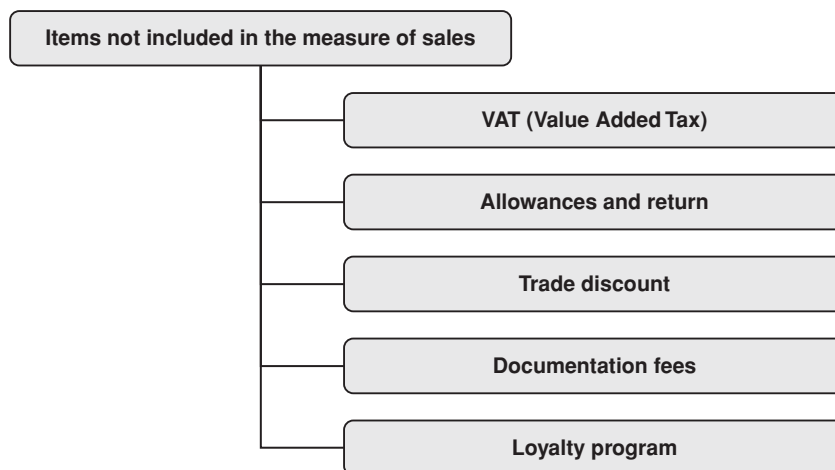 Items not included in the measure of sales
VAT (Value Added Tax)
Allowances and return
Trade discount
Documentation fees
Loyalty program